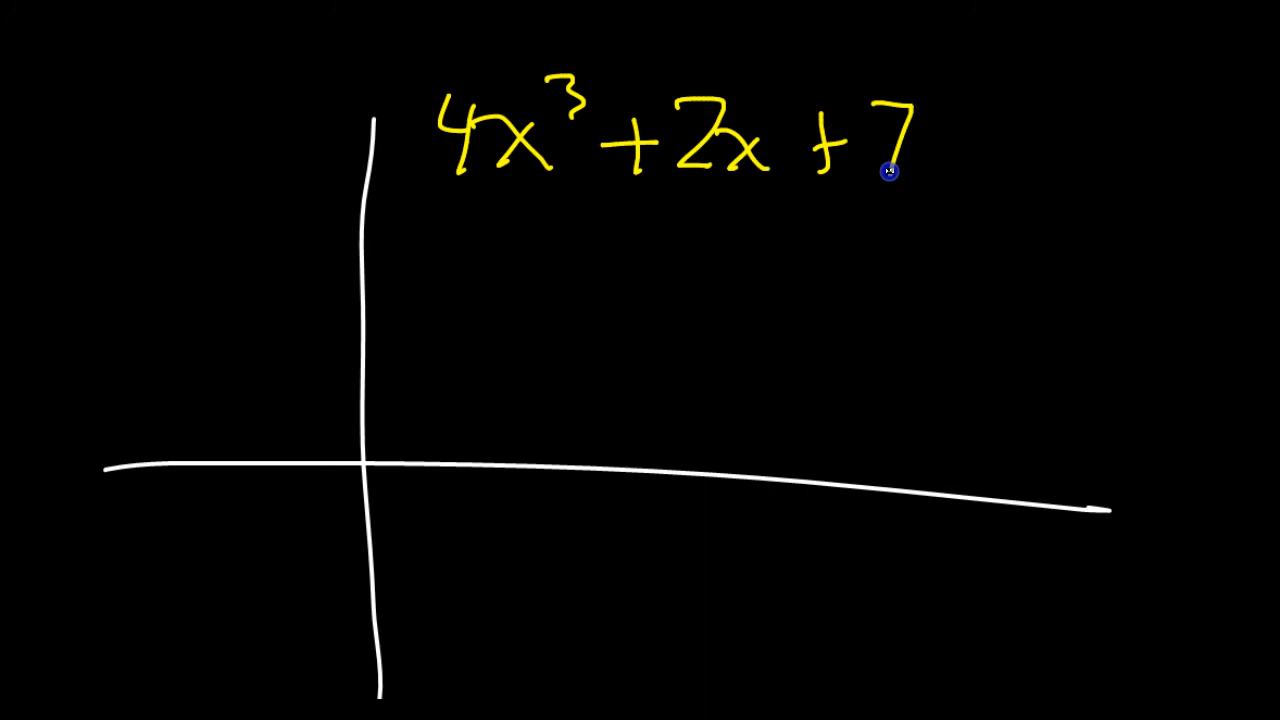 4x³ + 2x + 7